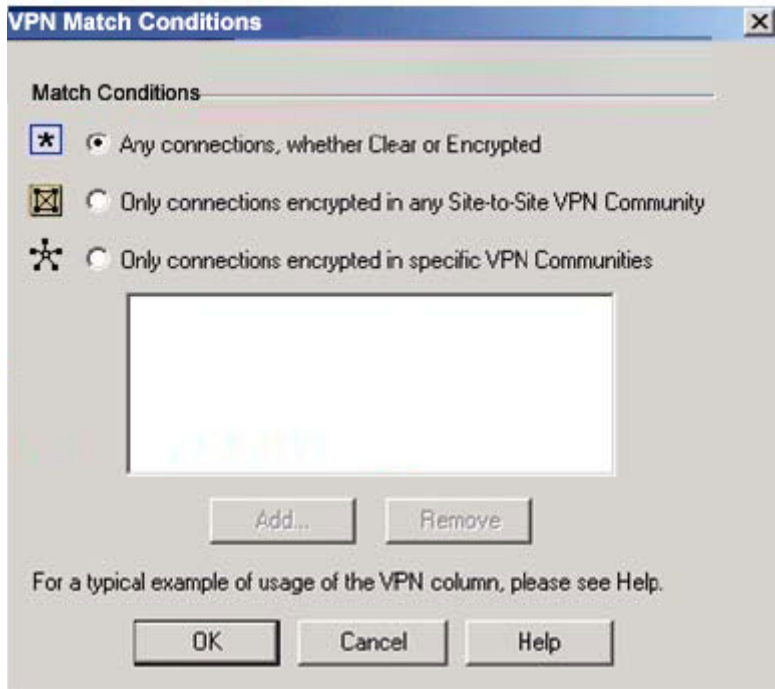 VPN Match Conditions
Match Conditions
Any connections, whether Clear or Encrypted
Only connections encrypted in any Site-to-Site VPN Community
Only connections encrypted in specific VPN Communities
Add... Remove
For a typical example of usage of the VPN column, please see Help.
OK Cancel Help